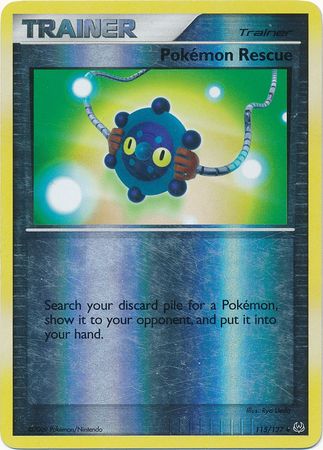 TRAINER
Trainer
Pokémon Rescue
Search your discard pile for a Pokémon,
show it to your opponent, and put it into
your hand.
©2009 Pokémon/Nintendo
Illus. Ryo Ueda
115/127